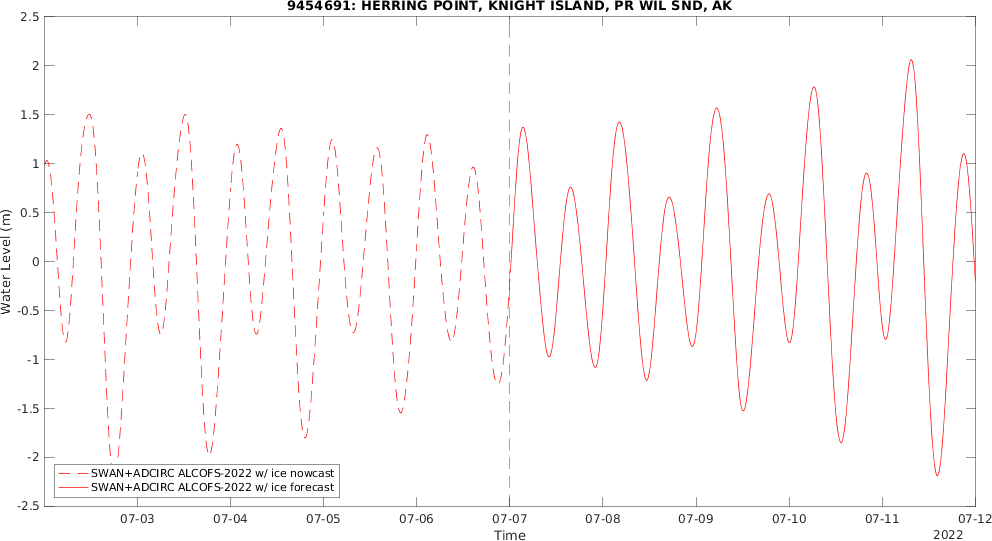 9454691: HERRING POINT, KNIGHT ISLAND, PR WIL SND, AK
2.5
2
1.5
1
0.5
0
-0.5
-1
-1.5
-2
-2.5
Water Level (m)
SWAN+ADCIRC ALCOFS-2022 w/ ice nowcast
SWAN+ADCIRC ALCOFS-2022 w/ ice forecast
07-03 07-04 07-05 07-06 07-07 07-08 07-09 07-10 07-11 07-12
Time
2022